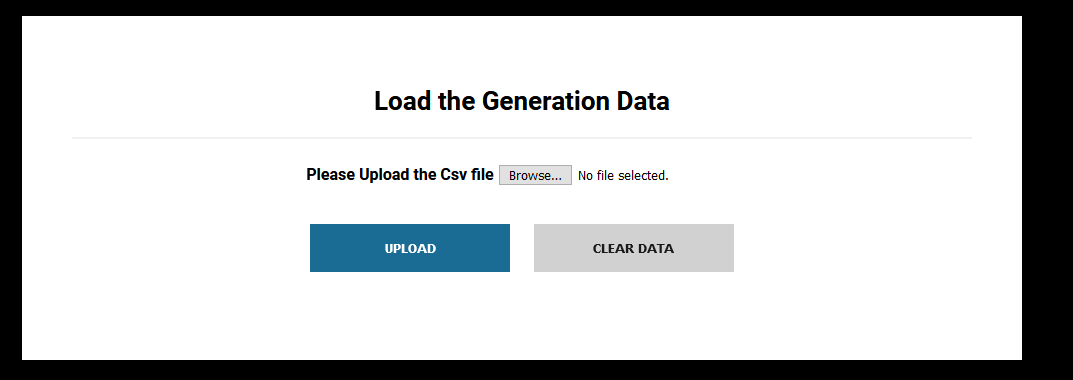 Load the Generation Data
Please Upload the Csv file Browse... No file selected.
UPLOAD CLEAR DATA